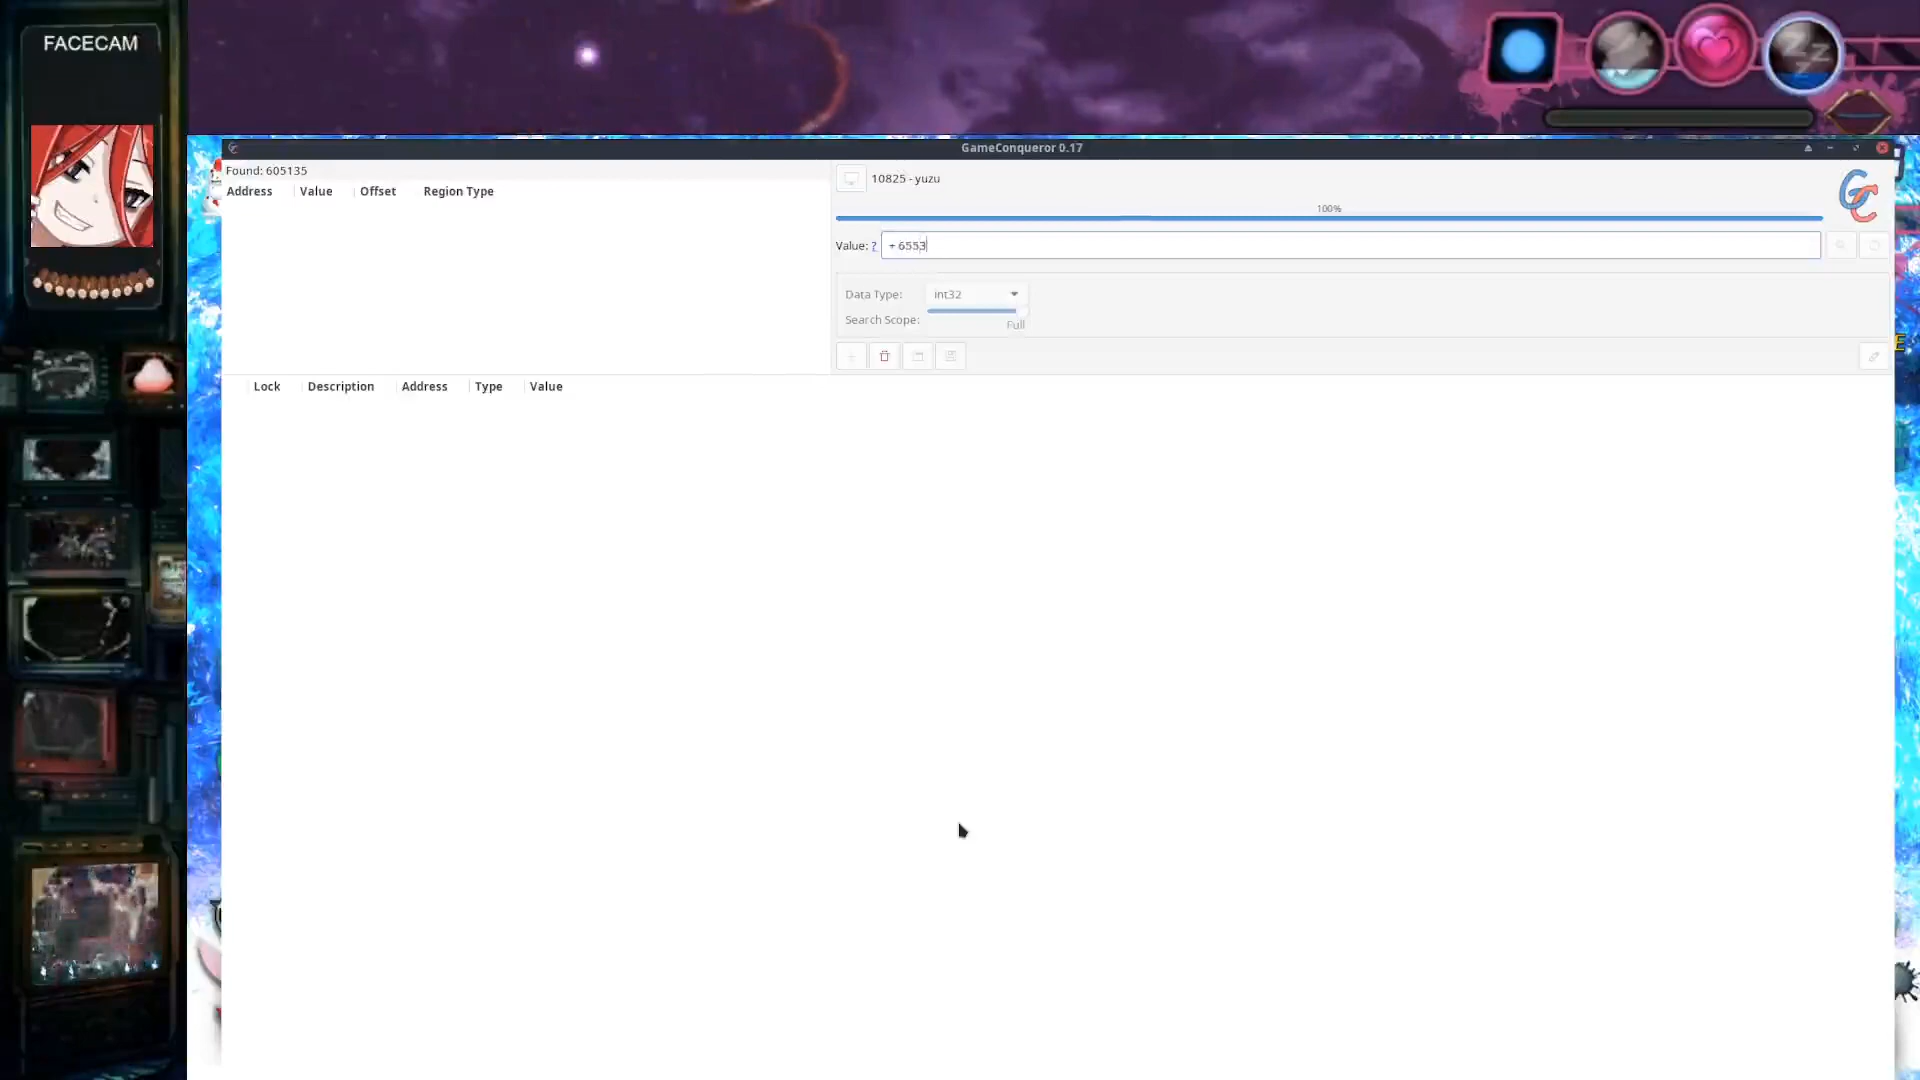 FACECAM
GameConqueror 0.17
Found: 605135
Address Value Offset Region Type
10825 - yuzu
100%
Value: ? + 6553
Data Type: int32
Search Scope: Full
Lock Description Address Type Value